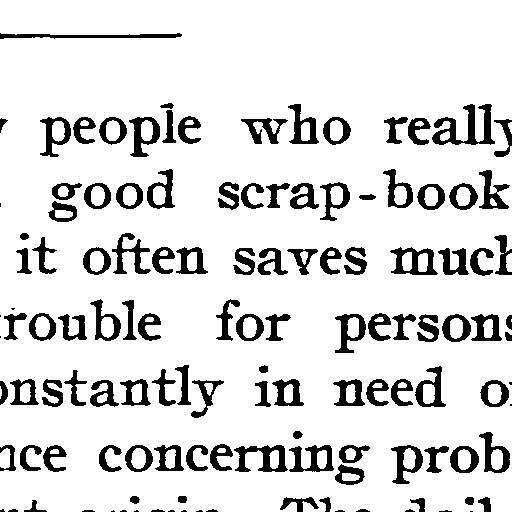 people who really
good scrap-book
it often saves much
trouble for persons
onstantly in need o
nce concerning prob